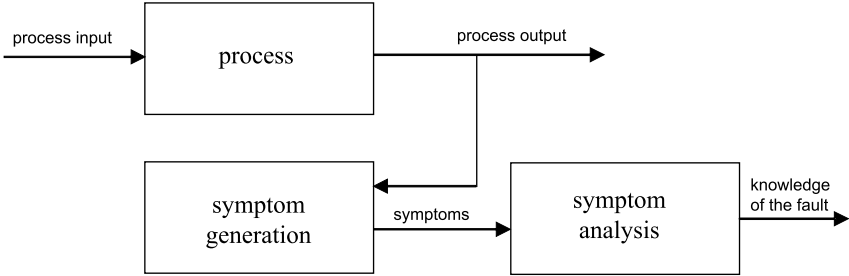 process input
process
process output
symptom
generation
symptoms
symptom
analysis
knowledge
of the fault